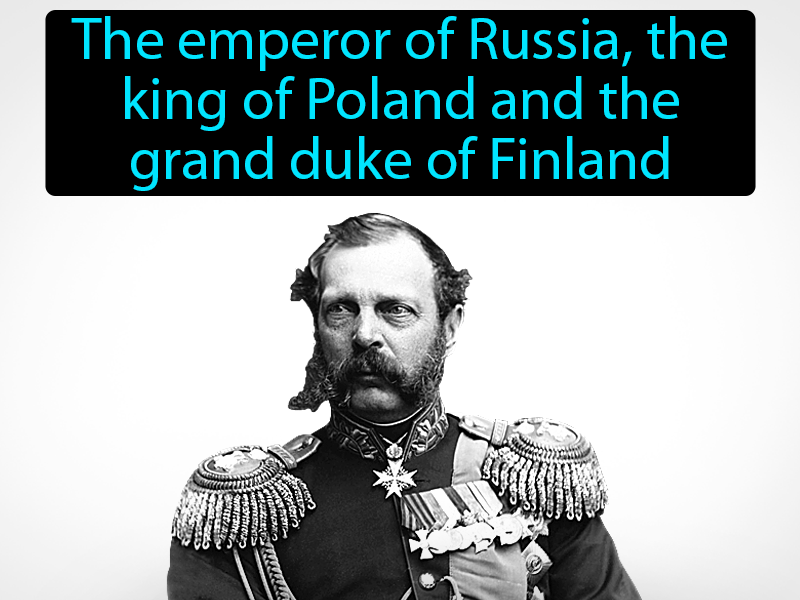 The emperor of Russia, the
king of Poland and the
grand duke of Finland